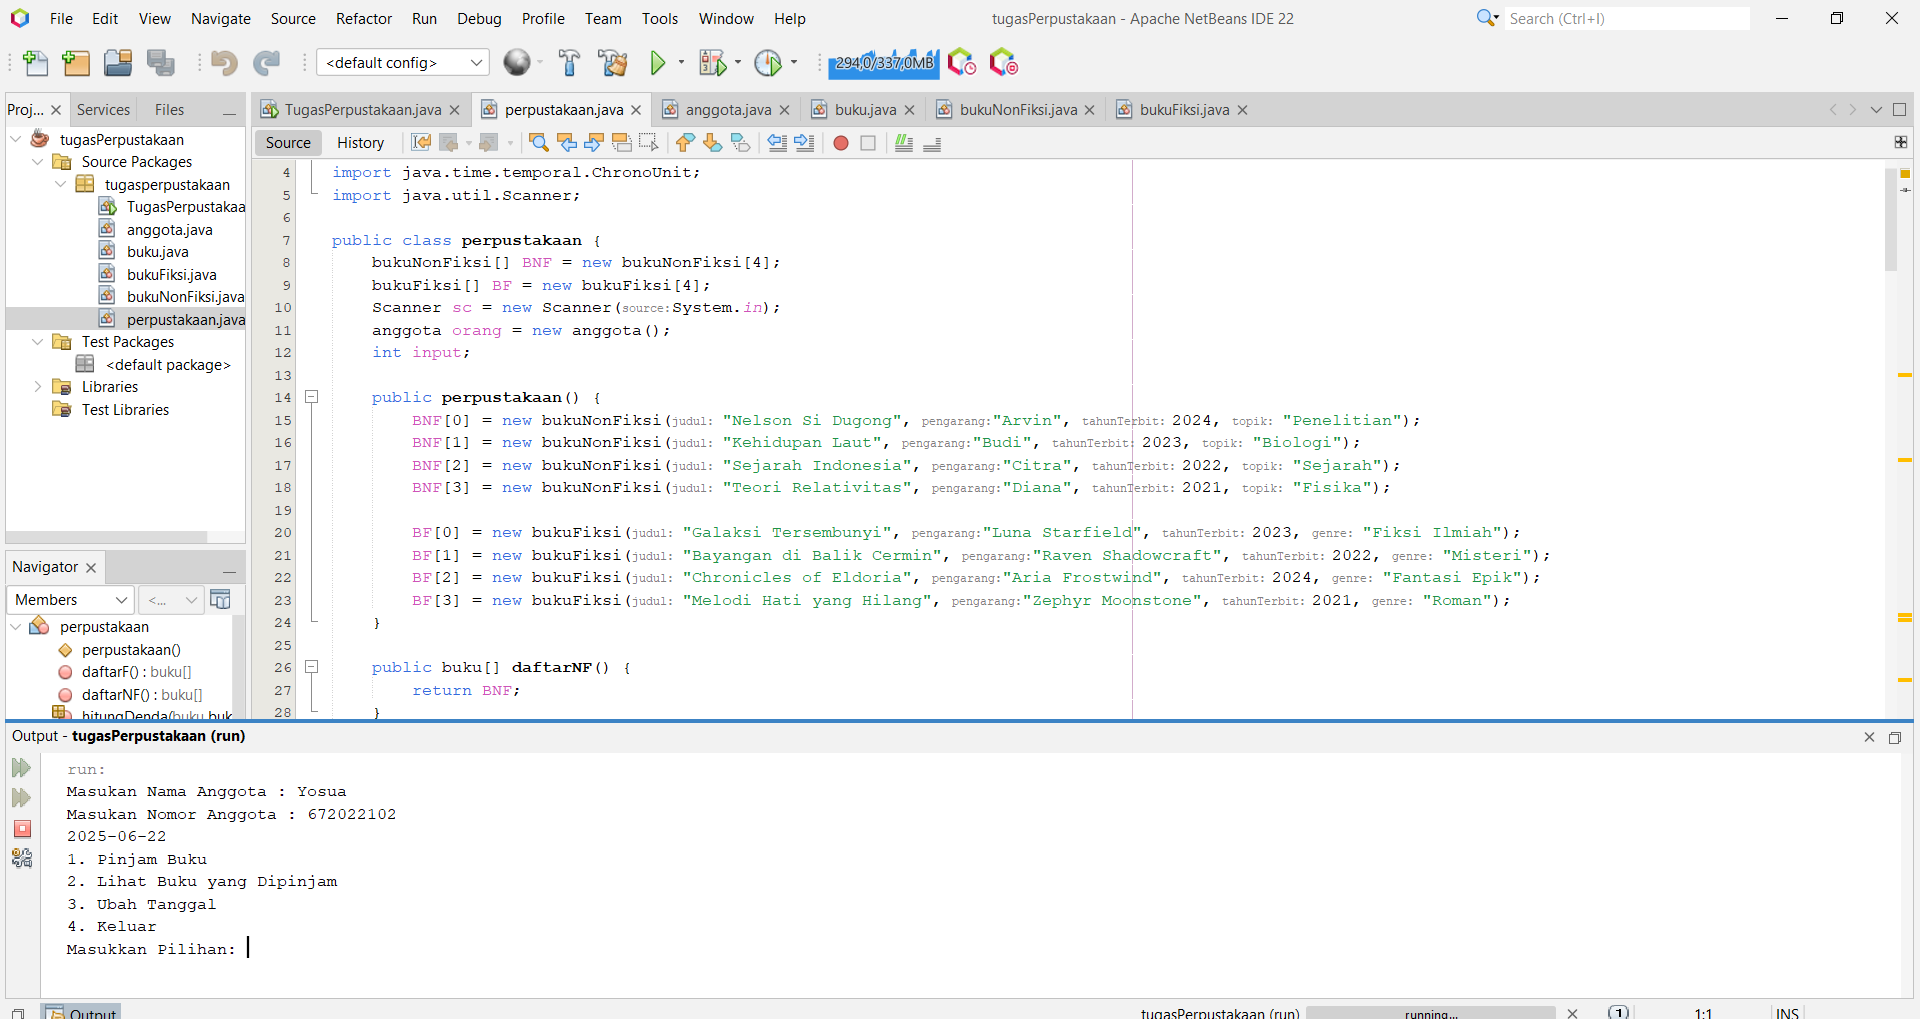 File Edit View Navigate Source Refactor Run Debug Profile Team Tools Window Help
tugasPerpustakaan - Apache NetBeans IDE 22
Search (Ctrl+I)
<default config>
294,0/337,0MB
Proj... Services Files
tugasPerpustakaan
Source Packages
tugasperpustakaan
TugasPerpustakaa
anggota.java
buku.java
bukuFiksi.java
bukuNonFiksi.java
perpustakaan.java
Test Packages
<default package>
Libraries
Test Libraries
Navigator
Members
<...
perpustakaan
perpustakaan()
daftarF() : buku[]
daftarNF() : buku[]
hitungDenda(buku buk
TugasPerpustakaan.java perpustakaan.java anggota.java buku.java bukuNonFiksi.java bukuFiksi.java
Source History
4 import java.time.temporal.ChronoUnit;
5 import java.util.Scanner;
6
7 public class perpustakaan {
8 bukuNonFiksi[] BNF = new bukuNonFiksi[4];
9 bukuFiksi[] BF = new bukuFiksi[4];
10 Scanner sc = new Scanner(source:System.in);
11 anggota orang = new anggota();
12 int input;
13
14 public perpustakaan() {
15 BNF[0] = new bukuNonFiksi(judul: "Nelson Si Dugong", pengarang:"Arvin", tahunTerbit: 2024, topik: "Penelitian");
16 BNF[1] = new bukuNonFiksi(judul: "Kehidupan Laut", pengarang:"Budi", tahunTerbit: 2023, topik: "Biologi");
17 BNF[2] = new bukuNonFiksi(judul: "Sejarah Indonesia", pengarang:"Citra", tahunTerbit: 2022, topik: "Sejarah");
18 BNF[3] = new bukuNonFiksi(judul: "Teori Relativitas", pengarang:"Diana", tahunTerbit: 2021, topik: "Fisika");
19
20 BF[0] = new bukuFiksi(judul: "Galaksi Tersembunyi", pengarang:"Luna Starfield", tahunTerbit: 2023, genre: "Fiksi Ilmiah");
21 BF[1] = new bukuFiksi(judul: "Bayangan di Balik Cermin", pengarang:"Raven Shadowcraft", tahunTerbit: 2022, genre: "Misteri");
22 BF[2] = new bukuFiksi(judul: "Chronicles of Eldoria", pengarang:"Aria Frostwind", tahunTerbit: 2024, genre: "Fantasi Epik");
23 BF[3] = new bukuFiksi(judul: "Melodi Hati yang Hilang", pengarang:"Zephyr Moonstone", tahunTerbit: 2021, genre: "Roman");
24 }
25
26 public buku[] daftarNF() {
27 return BNF;
28 }
Output - tugasPerpustakaan (run)
run:
Masukan Nama Anggota : Yosua
Masukan Nomor Anggota : 672022102
2025-06-22
1. Pinjam Buku
2. Lihat Buku yang Dipinjam
3. Ubah Tanggal
4. Keluar
Masukkan Pilihan:
Output
tugasPerpustakaan (run) running... 1 1:1 INS